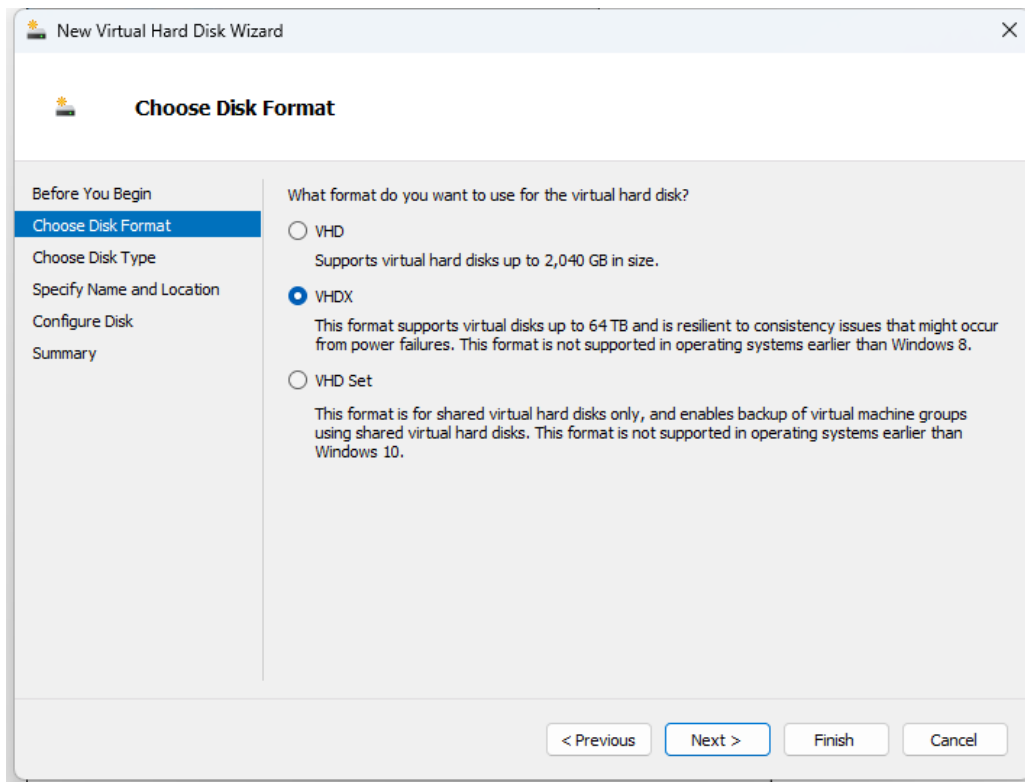 New Virtual Hard Disk Wizard
Choose Disk Format
Before You Begin
Choose Disk Format
Choose Disk Type
Specify Name and Location
Configure Disk
Summary
What format do you want to use for the virtual hard disk?
VHD
Supports virtual hard disks up to 2,040 GB in size.
VHDX
This format supports virtual disks up to 64 TB and is resilient to consistency issues that might occur
from power failures. This format is not supported in operating systems earlier than Windows 8.
VHD Set
This format is for shared virtual hard disks only, and enables backup of virtual machine groups
using shared virtual hard disks. This format is not supported in operating systems earlier than
Windows 10.
< Previous
Next >
Finish
Cancel